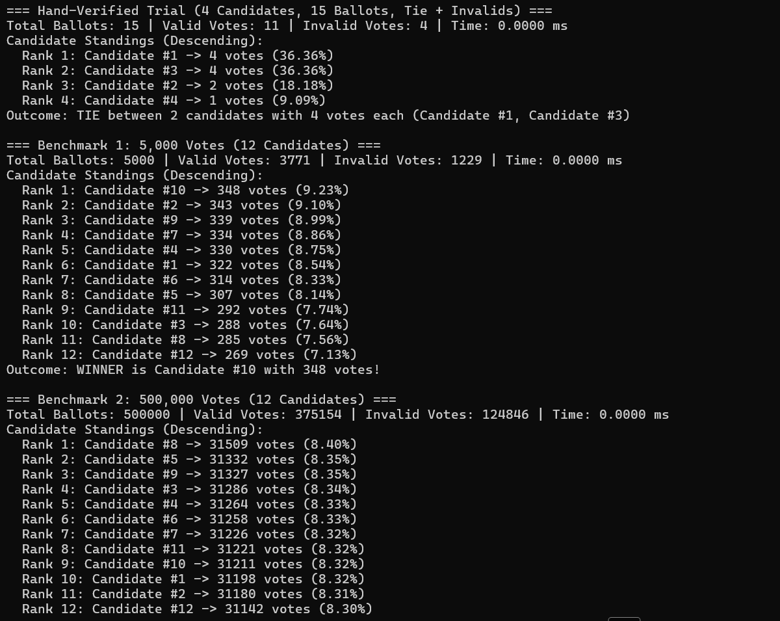 === Hand-Verified Trial (4 Candidates, 15 Ballots, Tie + Invalids) ===
Total Ballots: 15 | Valid Votes: 11 | Invalid Votes: 4 | Time: 0.0000 ms
Candidate Standings (Descending):
  Rank 1: Candidate #1 -> 4 votes (36.36%)
  Rank 2: Candidate #3 -> 4 votes (36.36%)
  Rank 3: Candidate #2 -> 2 votes (18.18%)
  Rank 4: Candidate #4 -> 1 votes (9.09%)
Outcome: TIE between 2 candidates with 4 votes each (Candidate #1, Candidate #3)

=== Benchmark 1: 5,000 Votes (12 Candidates) ===
Total Ballots: 5000 | Valid Votes: 3771 | Invalid Votes: 1229 | Time: 0.0000 ms
Candidate Standings (Descending):
  Rank 1: Candidate #10 -> 348 votes (9.23%)
  Rank 2: Candidate #2 -> 343 votes (9.10%)
  Rank 3: Candidate #9 -> 339 votes (8.99%)
  Rank 4: Candidate #7 -> 334 votes (8.86%)
  Rank 5: Candidate #4 -> 330 votes (8.75%)
  Rank 6: Candidate #1 -> 322 votes (8.54%)
  Rank 7: Candidate #6 -> 314 votes (8.33%)
  Rank 8: Candidate #5 -> 307 votes (8.14%)
  Rank 9: Candidate #11 -> 292 votes (7.74%)
  Rank 10: Candidate #3 -> 288 votes (7.64%)
  Rank 11: Candidate #8 -> 285 votes (7.56%)
  Rank 12: Candidate #12 -> 269 votes (7.13%)
Outcome: WINNER is Candidate #10 with 348 votes!

=== Benchmark 2: 500,000 Votes (12 Candidates) ===
Total Ballots: 500000 | Valid Votes: 375154 | Invalid Votes: 124846 | Time: 0.0000 ms
Candidate Standings (Descending):
  Rank 1: Candidate #8 -> 31509 votes (8.40%)
  Rank 2: Candidate #5 -> 31332 votes (8.35%)
  Rank 3: Candidate #9 -> 31327 votes (8.35%)
  Rank 4: Candidate #3 -> 31286 votes (8.34%)
  Rank 5: Candidate #4 -> 31264 votes (8.33%)
  Rank 6: Candidate #6 -> 31258 votes (8.33%)
  Rank 7: Candidate #7 -> 31226 votes (8.32%)
  Rank 8: Candidate #11 -> 31221 votes (8.32%)
  Rank 9: Candidate #10 -> 31211 votes (8.32%)
  Rank 10: Candidate #1 -> 31198 votes (8.32%)
  Rank 11: Candidate #2 -> 31180 votes (8.31%)
  Rank 12: Candidate #12 -> 31142 votes (8.30%)